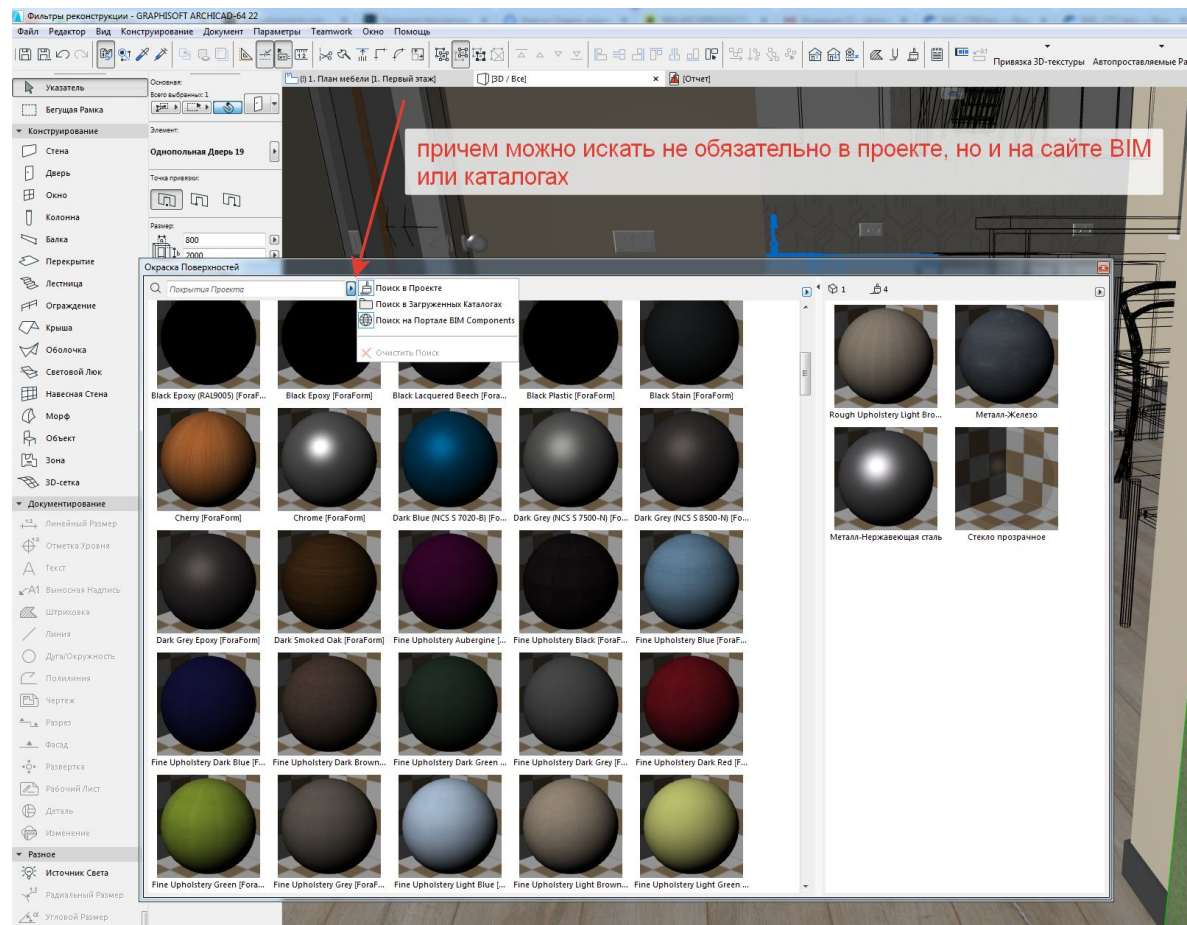 Фильтры реконструкции - GRAPHISOFT ARCHICAD-64 22
Файл Редактор Вид Конструирование Документ Параметры Teamwork Окно Помощь
Привязка 3D-текстуры Автопроставляемые Ра
Указатель
Бегущая Рамка
Конструирование
Стена
Дверь
Окно
Колонна
Балка
Перекрытие
Лестница
Ограждение
Крыша
Оболочка
Световой Люк
Навесная Стена
Морф
Объект
Зона
3D-сетка
Документирование
Линейный Размер
Отметка Уровня
Текст
Выносная Надпись
Штриховка
Линия
Дуга/Окружность
Полилиния
Чертеж
Разрез
Фасад
Развертка
Рабочий Лист
Деталь
Изменение
Разное
Источник Света
Радиальный Размер
Угловой Размер
Основная:
Всего выбранных: 1
Элемент:
Однопольная Дверь 19
Точка привязки:
Размер:
800
2000
(!) 1. План мебели [1. Первый этаж]
[3D / Все]
[Отчет]
причем можно искать не обязательно в проекте, но и на сайте BIM
или каталогах
Окраска Поверхностей
Покрытия Проекта
Поиск в Проекте
Поиск в Загруженных Каталогах
Поиск на Портале BIM Components
Очистить Поиск
1 4
Black Epoxy (RAL9005) [ForaF... Black Epoxy [ForaForm] Black Lacquered Beech [Fora... Black Plastic [ForaForm] Black Stain [ForaForm]
Cherry [ForaForm] Chrome [ForaForm] Dark Blue (NCS S 7020-B) [Fo... Dark Grey (NCS S 7500-N) [Fo... Dark Grey (NCS S 8500-N) [Fo...
Dark Grey Epoxy [ForaForm] Dark Smoked Oak [ForaForm] Fine Upholstery Aubergine [... Fine Upholstery Black [ForaF... Fine Upholstery Blue [ForaF...
Fine Upholstery Dark Blue [F... Fine Upholstery Dark Brown... Fine Upholstery Dark Green ... Fine Upholstery Dark Grey [F... Fine Upholstery Dark Red [F...
Fine Upholstery Green [Fora... Fine Upholstery Grey [ForaF... Fine Upholstery Light Blue [... Fine Upholstery Light Brown... Fine Upholstery Light Green ...
Rough Upholstery Light Bro... Металл-Железо
Металл-Нержавеющая сталь Стекло прозрачное